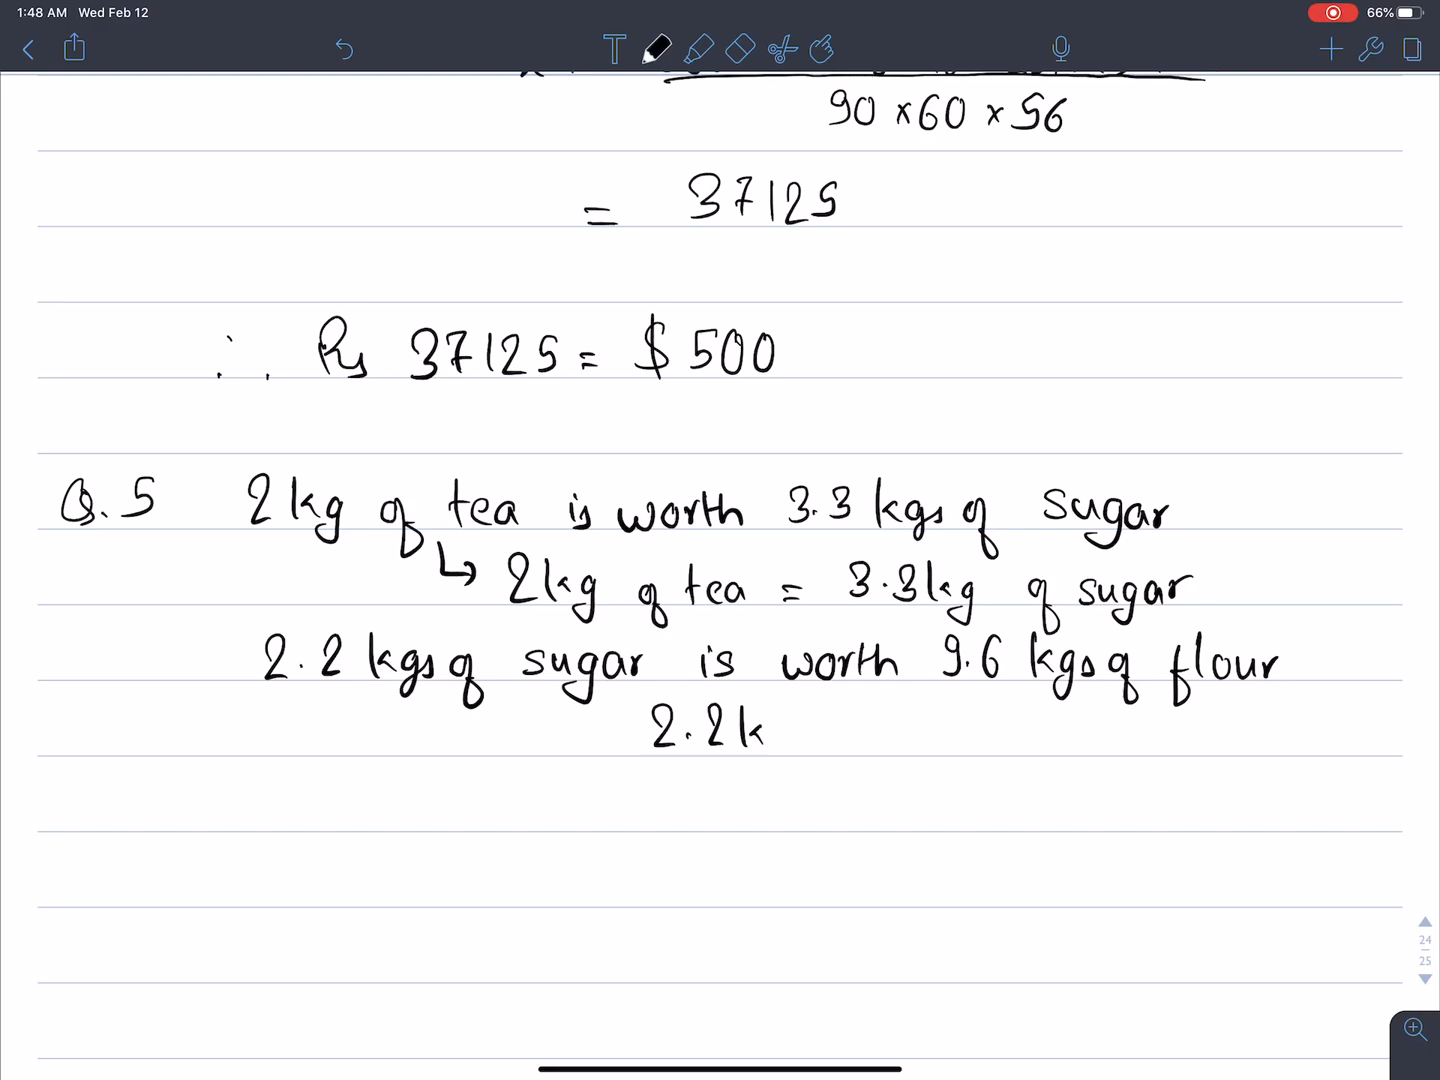 1:48 AM Wed Feb 12 66%
90 × 60 × 56
= 37125
∴ Rs 37125 = $ 500
Q. 5 2 kg of tea is worth 3.3 kgs of sugar
↳ 2 kg of tea = 3.3 kg of sugar
2.2 kgs of sugar is worth 9.6 kgs of flour
2.2 k
24
25